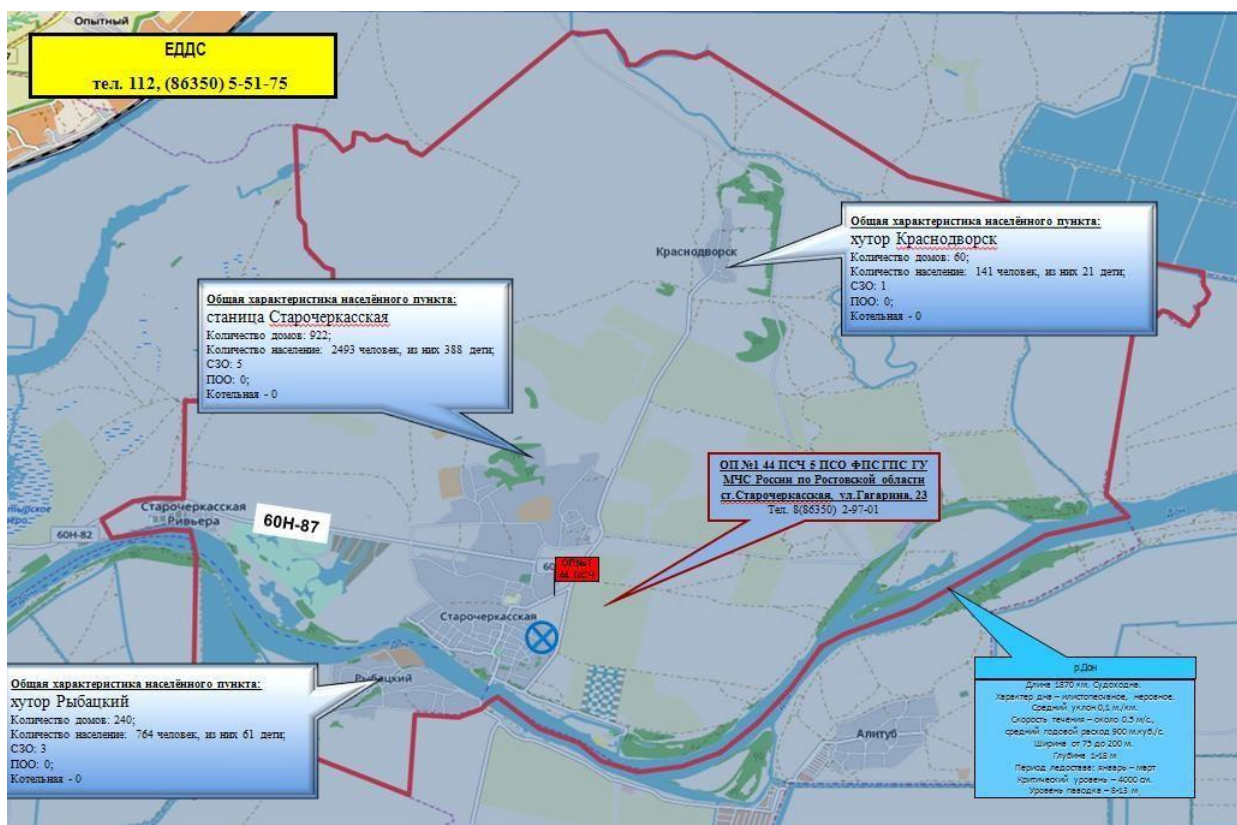 Опытный
ЕДДС
тел. 112, (86350) 5-51-75
Краснодворск
Общая характеристика населённого пункта:
хутор Краснодворск
Количество домов: 60;
Количество население: 141 человек, из них 21 дети;
СЗО: 1
ПОО: 0;
Котельная - 0
Общая характеристика населённого пункта:
станица Старочеркасская
Количество домов: 922;
Количество население: 2493 человек, из них 388 дети;
СЗО: 5
ПОО: 0;
Котельная - 0
ОП №1 44 ПСЧ 5 ПСО ФПС ГПС ГУ
МЧС России по Ростовской области
ст.Старочеркасская, ул.Гагарина, 23
Тел. 8(86350) 2-97-01
Старочеркасская
Ривьера
60Н-87
60Н-82
Дон
60
ОП№1
44 ПСЧ
Старочеркасская
Дон
Рыбацкий
Общая характеристика населённого пункта:
хутор Рыбацкий
Количество домов: 240;
Количество население: 764 человек, из них 61 дети;
СЗО: 3
ПОО: 0;
Котельная - 0
Алитуб
р.Дон
Длина 1870 км. Судоходна.
Характер дна – илистопесчаное, неровное.
Средний уклон 0,1 м./км.
Скорость течения – около 0.5 м/с.,
средний годовой расход 900 м.куб./с.
Ширина от 75 до 200 м.
Глубина 1-18 м
Период ледостава: январь – март
Критический уровень – 4000 см.
Уровень паводка – 8-13 м